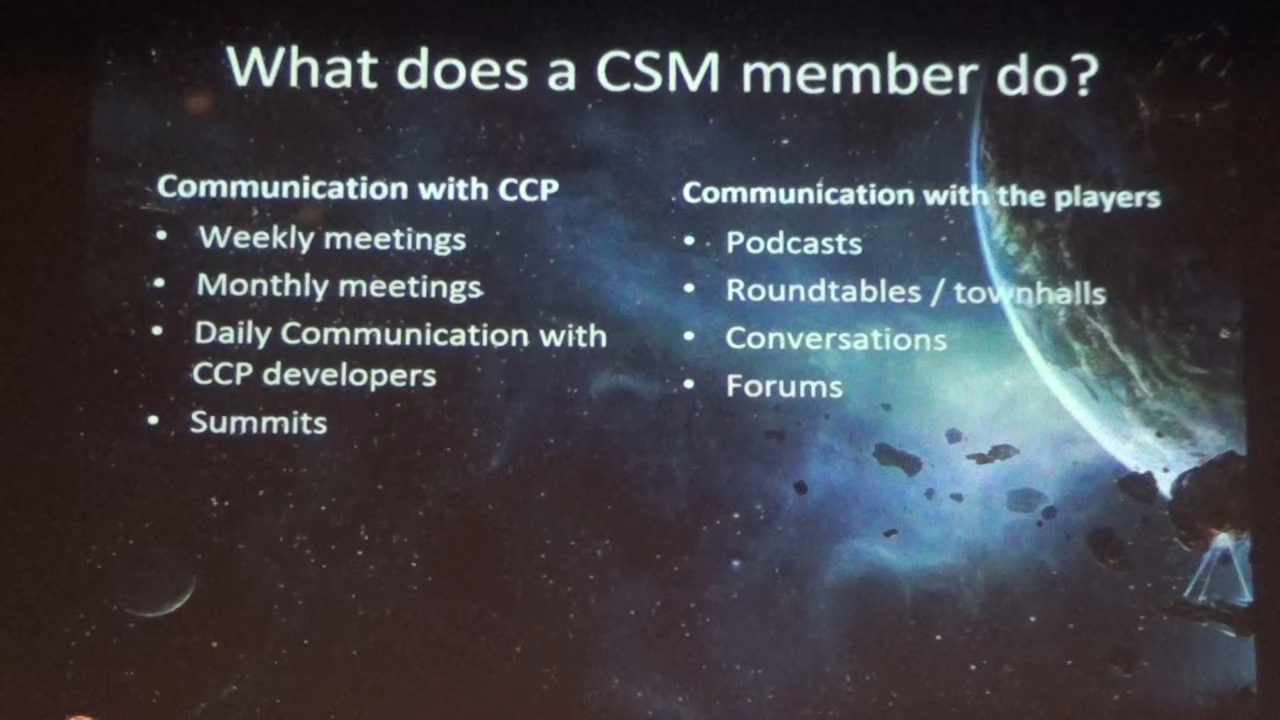 What does a CSM member do?
Communication with CCP
• Weekly meetings
• Monthly meetings
• Daily Communication with
CCP developers
• Summits
Communication with the players
• Podcasts
• Roundtables / townhalls
• Conversations
• Forums